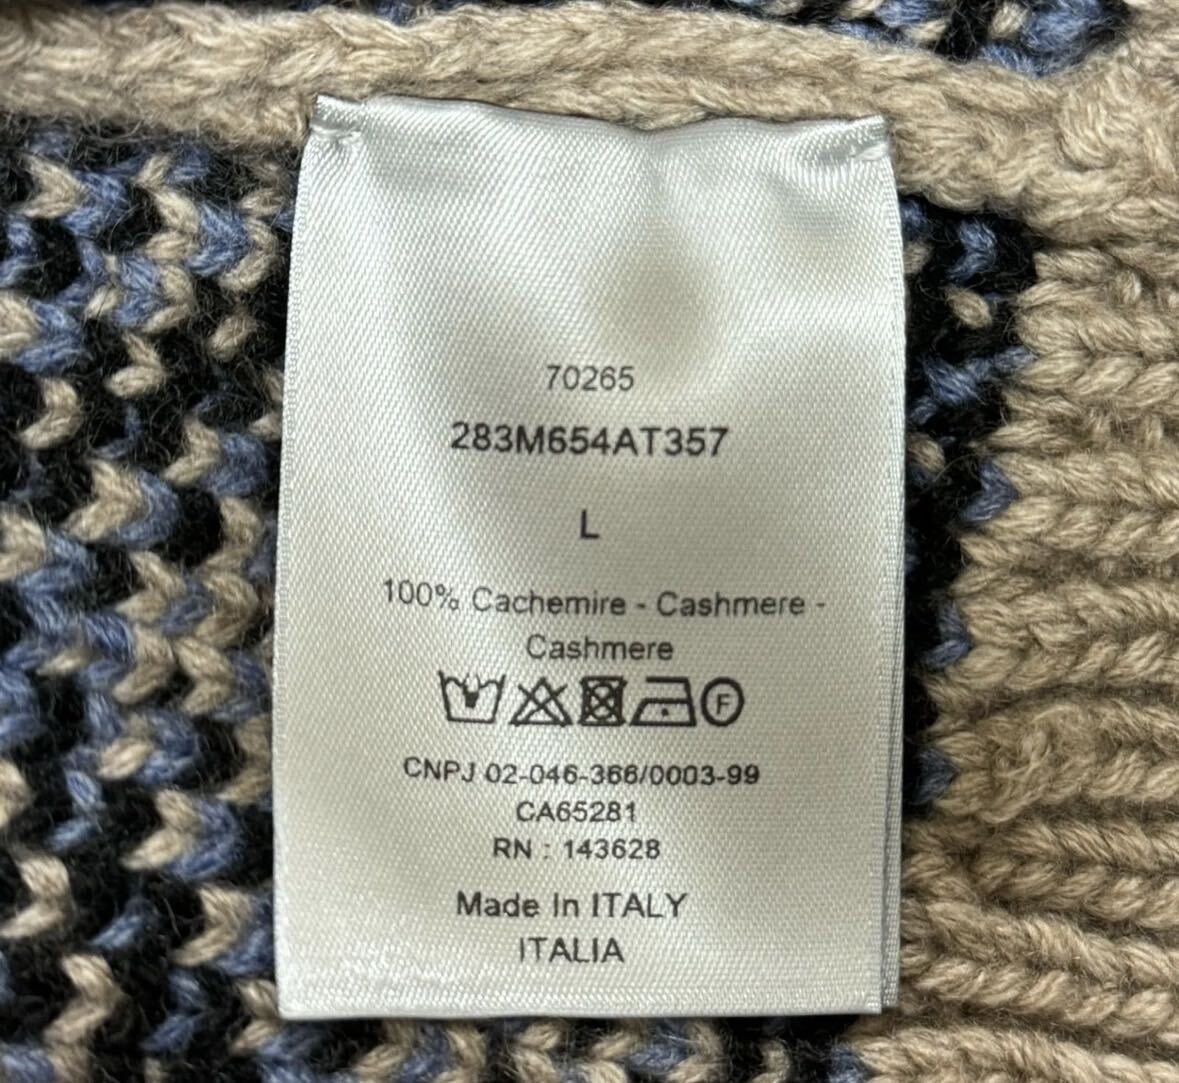 70265
283M654AT357
L
100% Cachemire - Cashmere -
Cashmere
F
CNPJ 02-046-366/0003-99
CA65281
RN : 143628
Made In ITALY
ITALIA